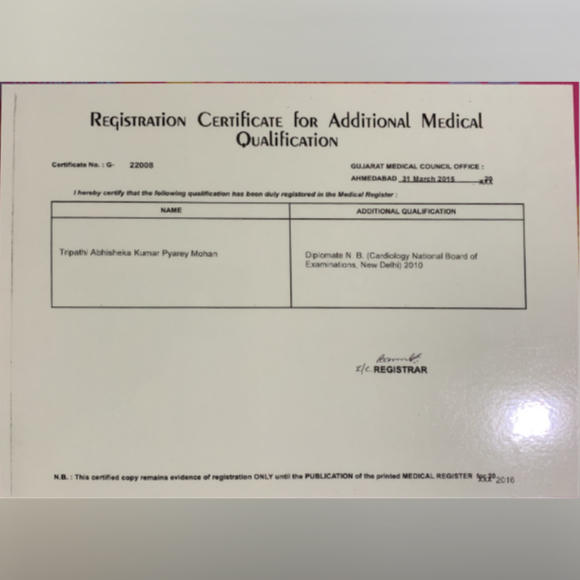 Registration Certificate for Additional Medical
Qualification
Certificate No. : G- 22008
GUJARAT MEDICAL COUNCIL OFFICE :
AHMEDABAD 31 March 2015 20
I hereby certify that the following qualification has been duly registered in the Medical Register :
NAME
ADDITIONAL QUALIFICATION
Tripathi Abhisheka Kumar Pyarey Mohan
Diplomate N. B. (Cardiology National Board of
Examinations, New Delhi) 2010
I/C. REGISTRAR
N.B. : This certified copy remains evidence of registration ONLY until the PUBLICATION of the printed MEDICAL REGISTER for 20 2016